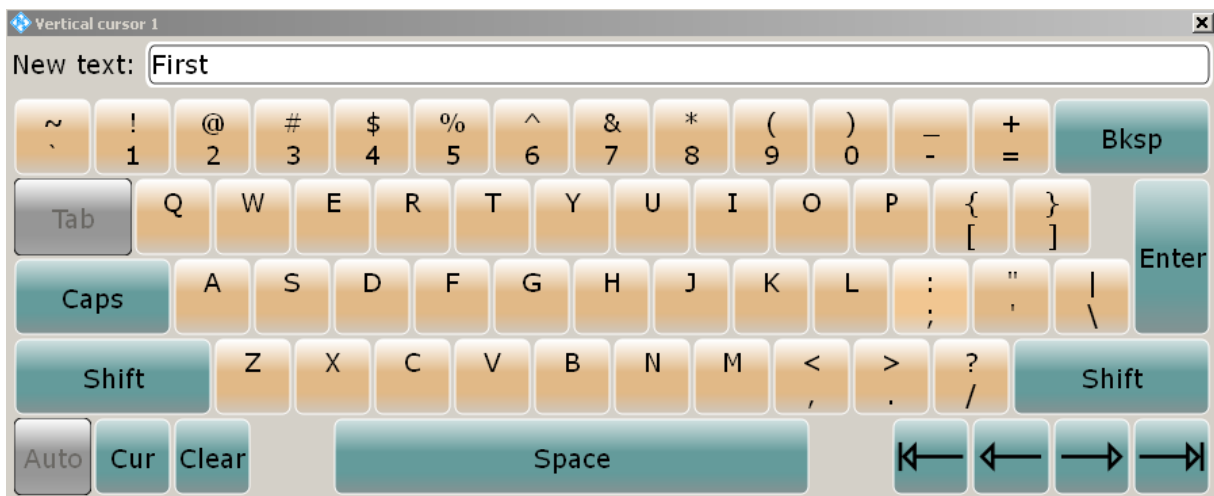 Vertical cursor 1
New text: First
~ ! @ # $ % ^ & * ( ) _ + Bksp
` 1 2 3 4 5 6 7 8 9 0 - =
Tab Q W E R T Y U I O P { }
[ ]
Enter
Caps A S D F G H J K L : " |
; ' \
Shift Z X C V B N M < > ? Shift
, . /
Auto Cur Clear Space